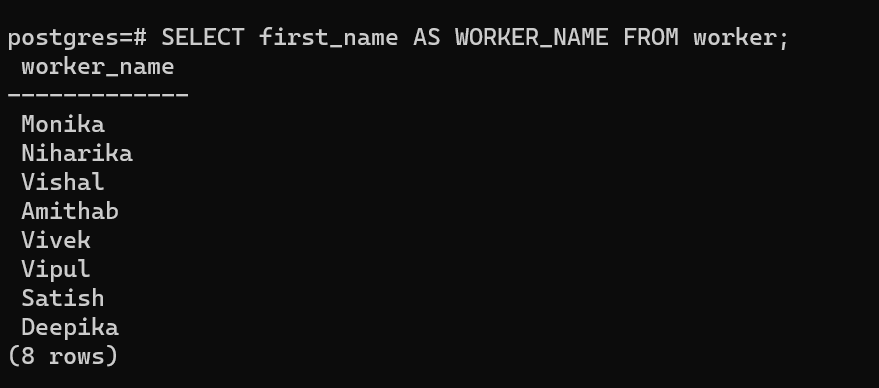 postgres=# SELECT first_name AS WORKER_NAME FROM worker;
 worker_name
-------------
 Monika
 Niharika
 Vishal
 Amithab
 Vivek
 Vipul
 Satish
 Deepika
(8 rows)